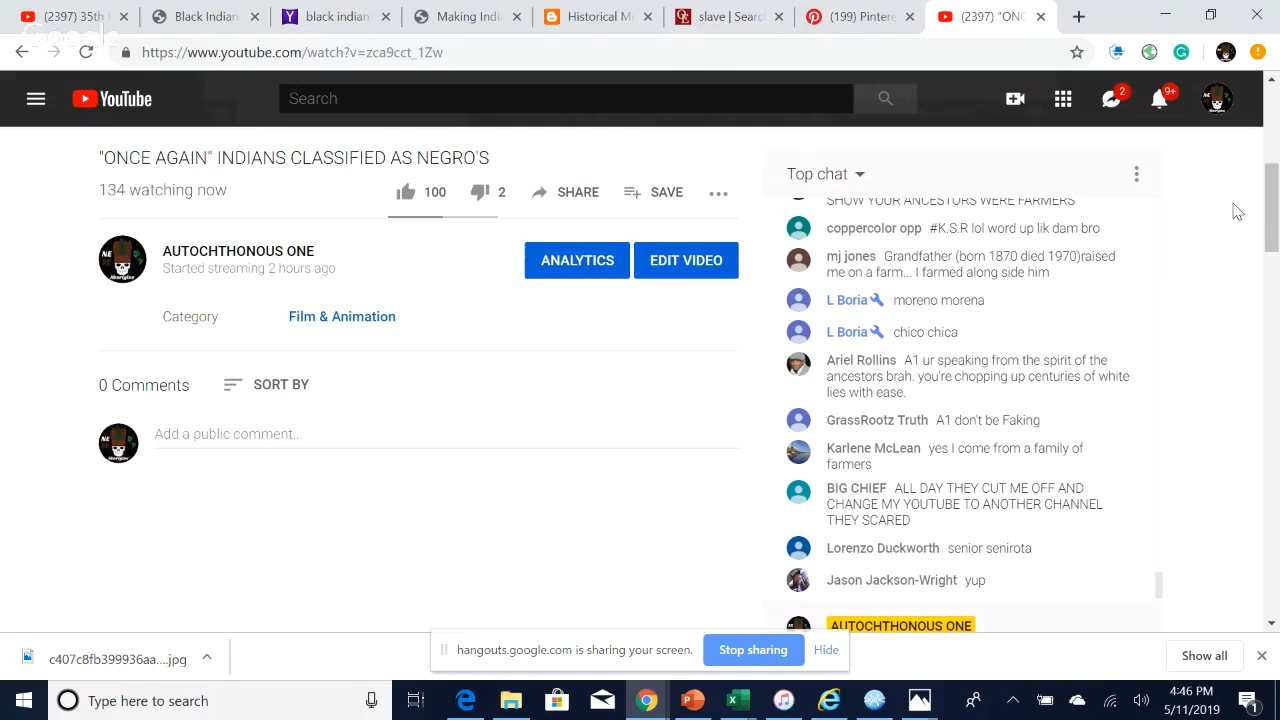 (2397) "ONC
(199) Pintere
slave | Search
Historical M
Making India
black indians
Black Indians
(2397) 35th
https://www.youtube.com/watch?v=zca9cct_1Zw
YouTube
Search
2
9+
"ONCE AGAIN" INDIANS CLASSIFIED AS NEGRO'S
134 watching now
100
2
SHARE
SAVE
AUTOCHTHONOUS ONE
Started streaming 2 hours ago
ANALYTICS
EDIT VIDEO
Category
Film & Animation
0 Comments
SORT BY
Add a public comment...
Top chat
SHOW YOUR ANCESTORS WERE FARMERS
coppercolor opp #K.S.R lol word up lik dam bro
mj jones Grandfather (born 1870 died 1970)raised
me on a farm... I farmed along side him
L Boria moreno morena
L Boria chico chica
Ariel Rollins A1 ur speaking from the spirit of the
ancestors brah. you're chopping up centuries of white
lies with ease.
GrassRootz Truth A1 don't be Faking
Karlene McLean yes I come from a family of
farmers
BIG CHIEF ALL DAY THEY CUT ME OFF AND
CHANGE MY YOUTUBE TO ANOTHER CHANNEL
THEY SCARED
Lorenzo Duckworth senior senirota
Jason Jackson-Wright yup
AUTOCHTHONOUS ONE
c407c8fb399936aa....jpg
hangouts.google.com is sharing your screen.
Stop sharing
Hide
Show all
Type here to search
4:46 PM
5/11/2019
1